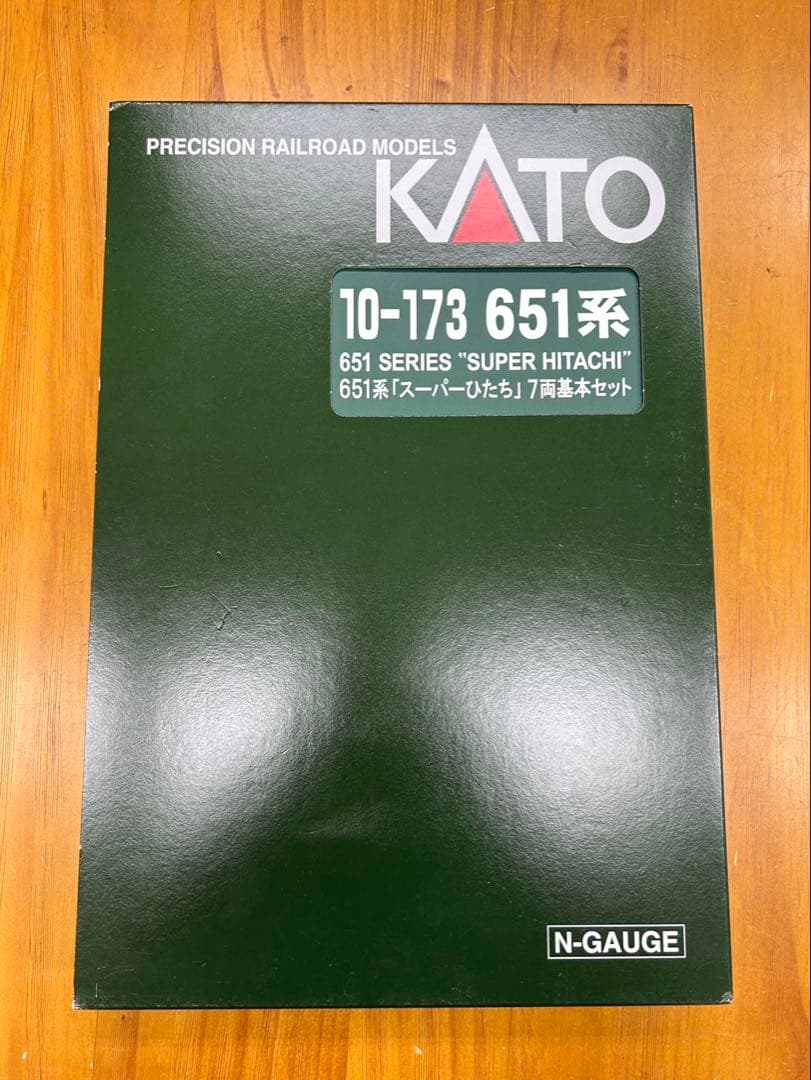 PRECISION RAILROAD MODELS
KATO
10-173 651系
651 SERIES "SUPER HITACHI"
651系「スーパーひたち」7両基本セット
N-GAUGE